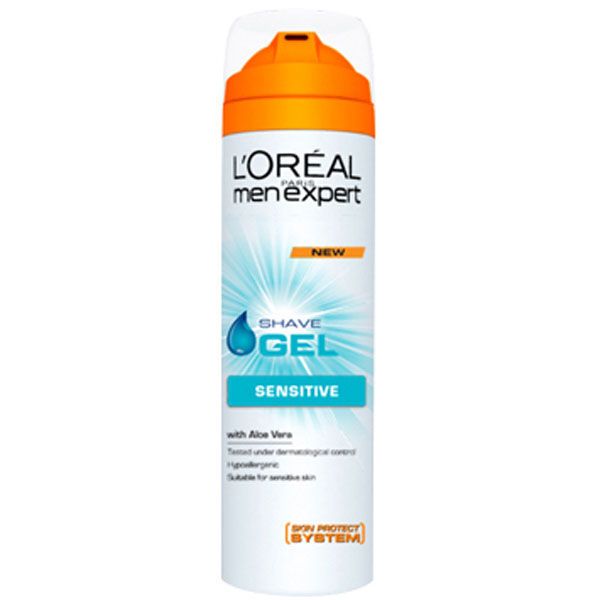 L'ORÉAL
PARIS
men expert
NEW
SHAVE
GEL
SENSITIVE
with Aloe Vera
Tested under dermatological control
Hypoallergenic
Suitable for sensitive skin
SKIN PROTECT
SYSTEM